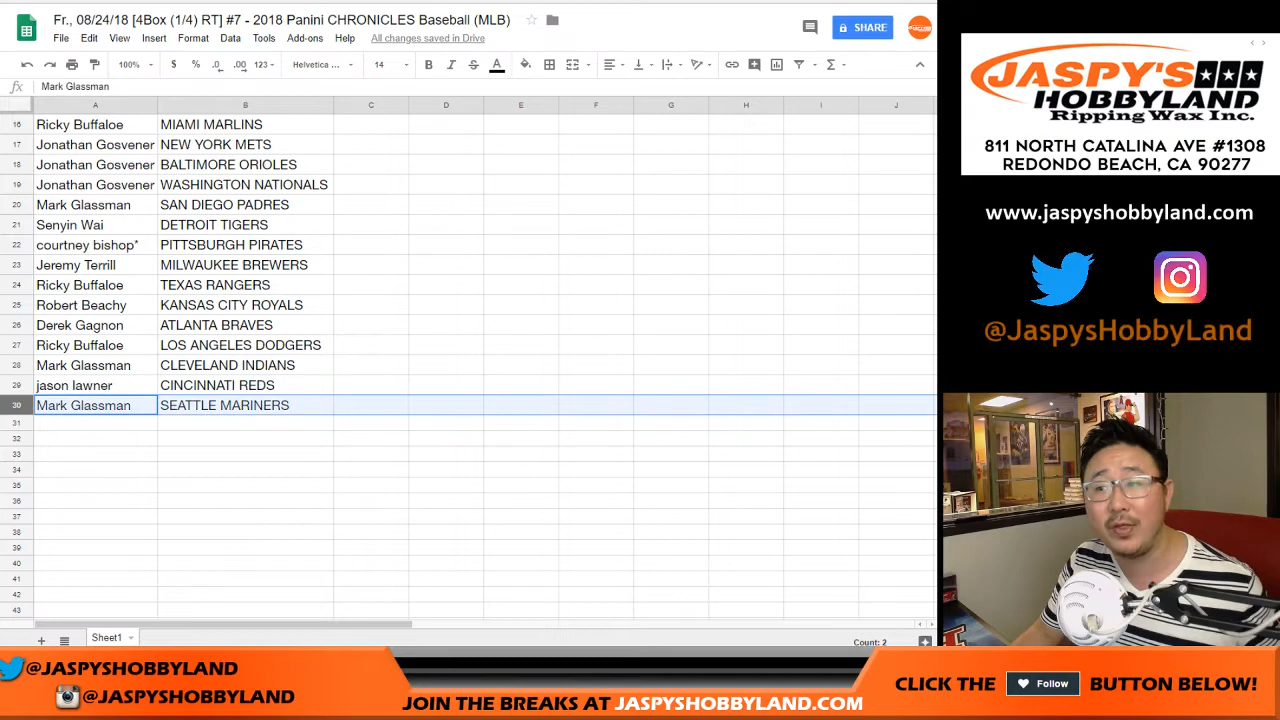 Fr., 08/24/18 [4Box (1/4) RT] #7 - 2018 Panini CHRONICLES Baseball (MLB)
File Edit View Insert Format Data Tools Add-ons Help All changes saved in Drive
SHARE
100% $ % .0 .00 123 Helvetica ... 14 B I S A
fx Mark Glassman
A B C D E F G H I J
16 Ricky Buffaloe MIAMI MARLINS
17 Jonathan Gosvener NEW YORK METS
18 Jonathan Gosvener BALTIMORE ORIOLES
19 Jonathan Gosvener WASHINGTON NATIONALS
20 Mark Glassman SAN DIEGO PADRES
21 Senyin Wai DETROIT TIGERS
22 courtney bishop* PITTSBURGH PIRATES
23 Jeremy Terrill MILWAUKEE BREWERS
24 Ricky Buffaloe TEXAS RANGERS
25 Robert Beachy KANSAS CITY ROYALS
26 Derek Gagnon ATLANTA BRAVES
27 Ricky Buffaloe LOS ANGELES DODGERS
28 Mark Glassman CLEVELAND INDIANS
29 jason lawner CINCINNATI REDS
30 Mark Glassman SEATTLE MARINERS
31
32
33
34
35
36
37
38
39
40
41
42
43
Sheet1
Count: 2
JASPY'S
HOBBYLAND
Ripping Wax Inc.
811 NORTH CATALINA AVE #1308
REDONDO BEACH, CA 90277
www.jaspyshobbyland.com
@JaspysHobbyLand
@JASPYSHOBBYLAND
@JASPYSHOBBYLAND
JOIN THE BREAKS AT JASPYSHOBBYLAND.COM
CLICK THE Follow BUTTON BELOW!